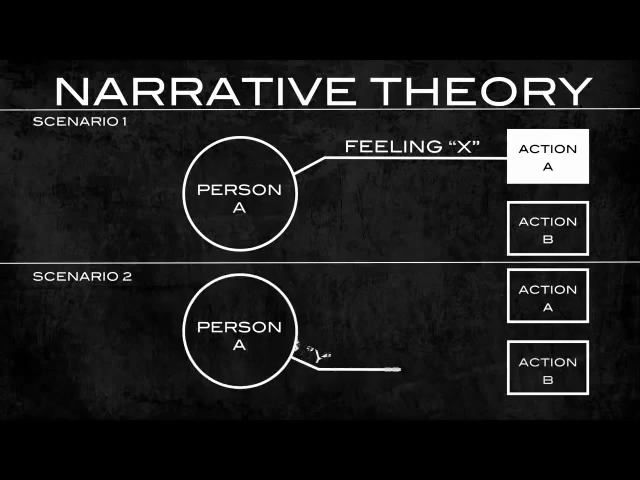 NARRATIVE THEORY
SCENARIO 1
FEELING “X”
PERSON
A
ACTION
A
ACTION
B
SCENARIO 2
PERSON
A
ACTION
A
ACTION
B